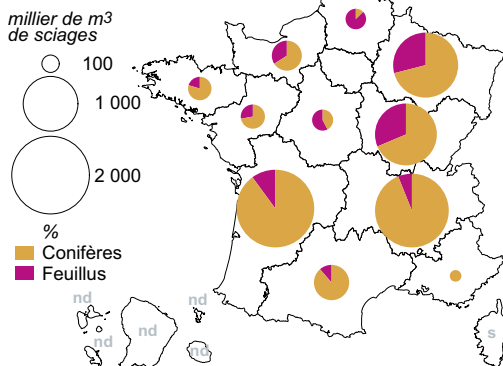 millier de m3
de sciages
100
1 000
2 000
%
Conifères
Feuillus
nd
nd
nd
nd
nd
s